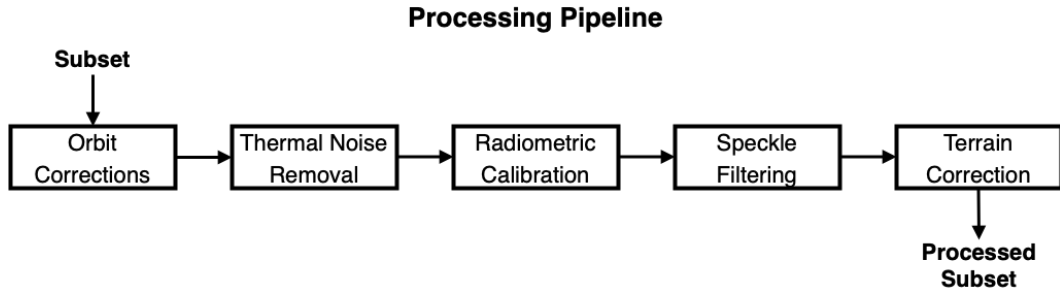 Processing Pipeline
Subset
Orbit
Corrections
Thermal Noise
Removal
Radiometric
Calibration
Speckle
Filtering
Terrain
Correction
Processed
Subset